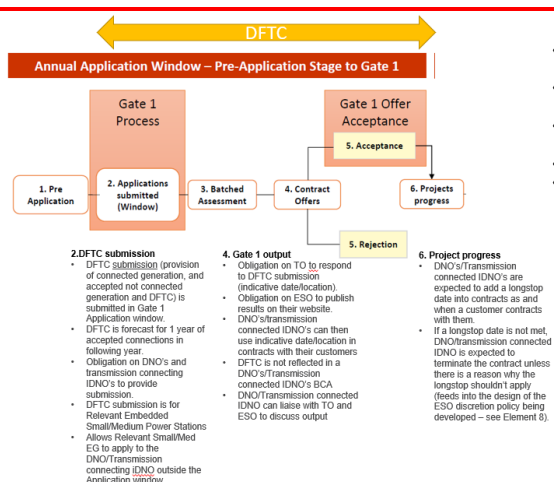 DFTC
Annual Application Window – Pre-Application Stage to Gate 1
Gate 1
Process
Gate 1 Offer
Acceptance
5. Acceptance
1. Pre
Application
2. Applications
submitted
(Window)
3. Batched
Assessment
4. Contract
Offers
6. Projects
progress
5. Rejection
2.DFTC submission
• DFTC submission (provision
of connected generation, and
accepted not connected
generation and DFTC) is
submitted in Gate 1
Application window.
• DFTC is forecast for 1 year of
accepted connections in
following year.
• Obligation on DNO's and
transmission connecting
IDNO's to provide
submission.
• DFTC submission is for
Relevant Embedded
Small/Medium Power Stations
• Allows Relevant Small/Med
EG to apply to the
DNO/Transmission
connecting iDNO outside the
Application window
4. Gate 1 output
• Obligation on TO to respond
to DFTC submission
(indicative date/location).
• Obligation on ESO to publish
results on their website.
• DNO's/transmission
connected IDNO's can then
use indicative date/location in
contracts with their customers
• DFTC is not reflected in a
DNO's/Transmission
connected IDNO's BCA
• DNO/Transmission connected
IDNO can liaise with TO and
ESO to discuss output
6. Project progress
• DNO's/Transmission
connected IDNO's are
expected to add a longstop
date into contracts as and
when a customer contracts
with them.
• If a longstop date is not met,
DNO/transmission connected
IDNO is expected to
terminate the contract unless
there is a reason why the
longstop shouldn't apply
(feeds into the design of the
ESO discretion policy being
developed – see Element 8).